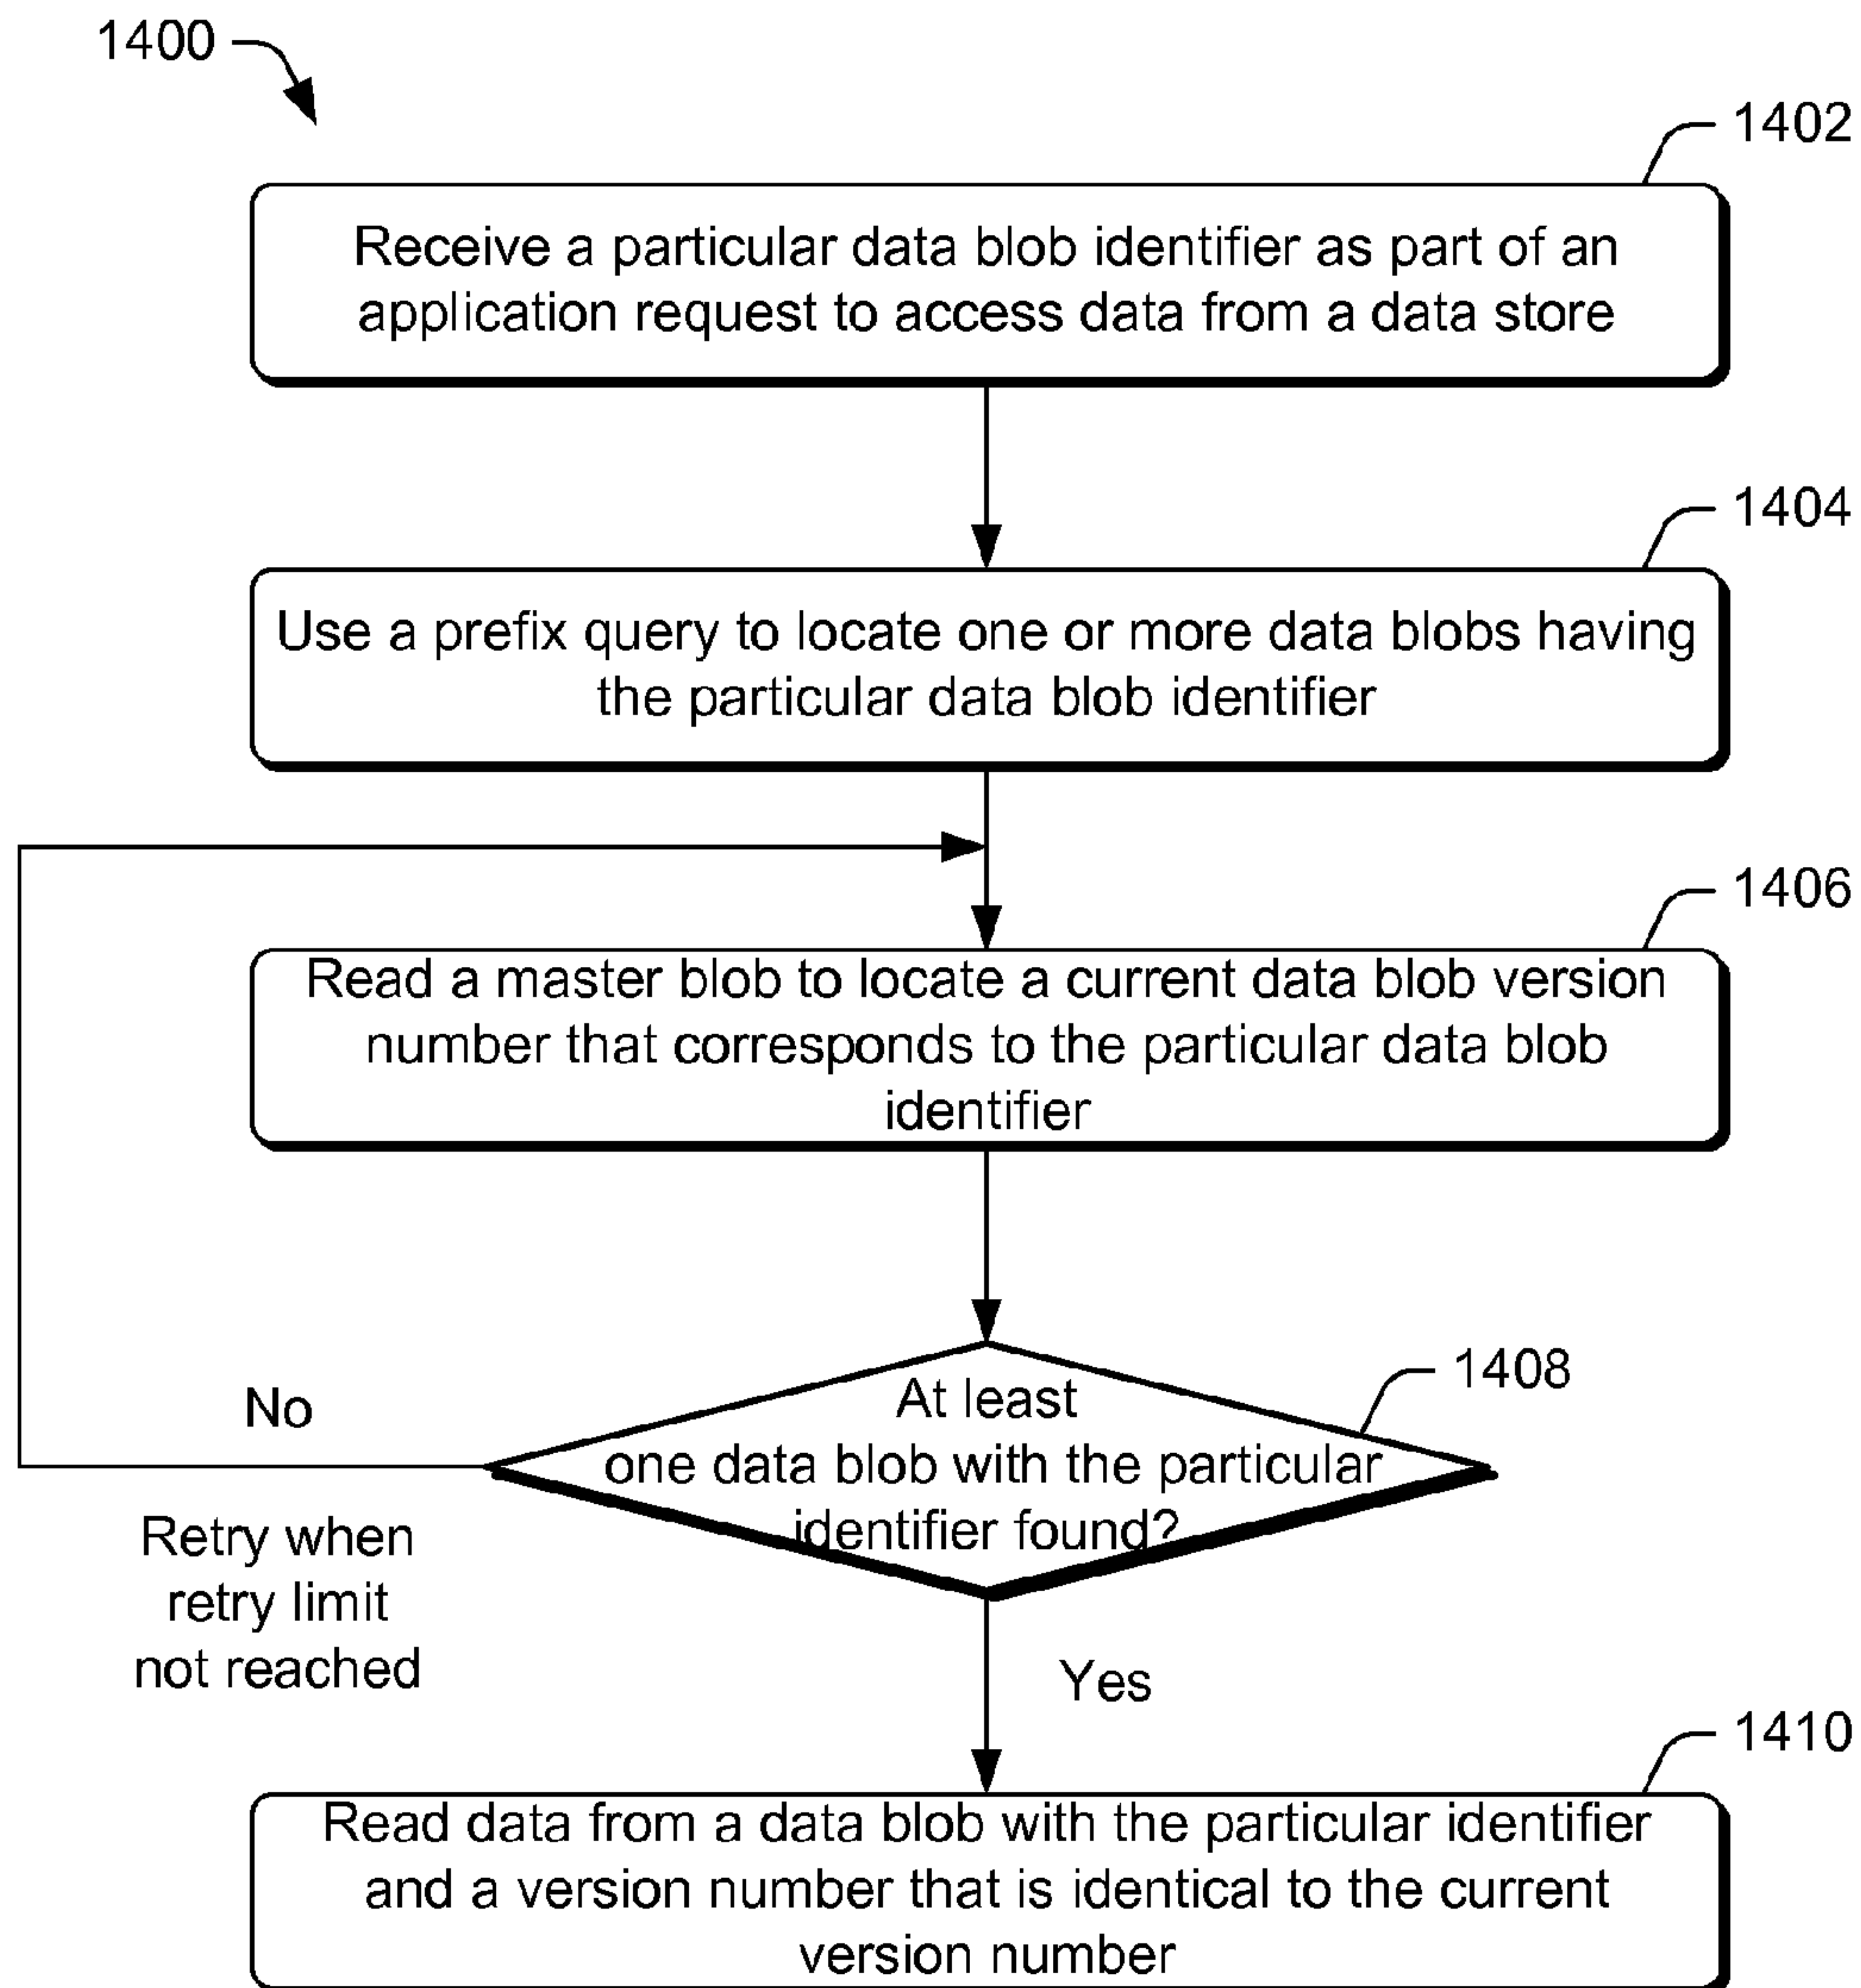 1400
1402
Receive a particular data blob identifier as part of an
application request to access data from a data store
1404
Use a prefix query to locate one or more data blobs having
the particular data blob identifier
1406
Read a master blob to locate a current data blob version
number that corresponds to the particular data blob
identifier
1408
At least
one data blob with the particular
identifier found?
No
Retry when
retry limit
not reached
Yes
1410
Read data from a data blob with the particular identifier
and a version number that is identical to the current
version number